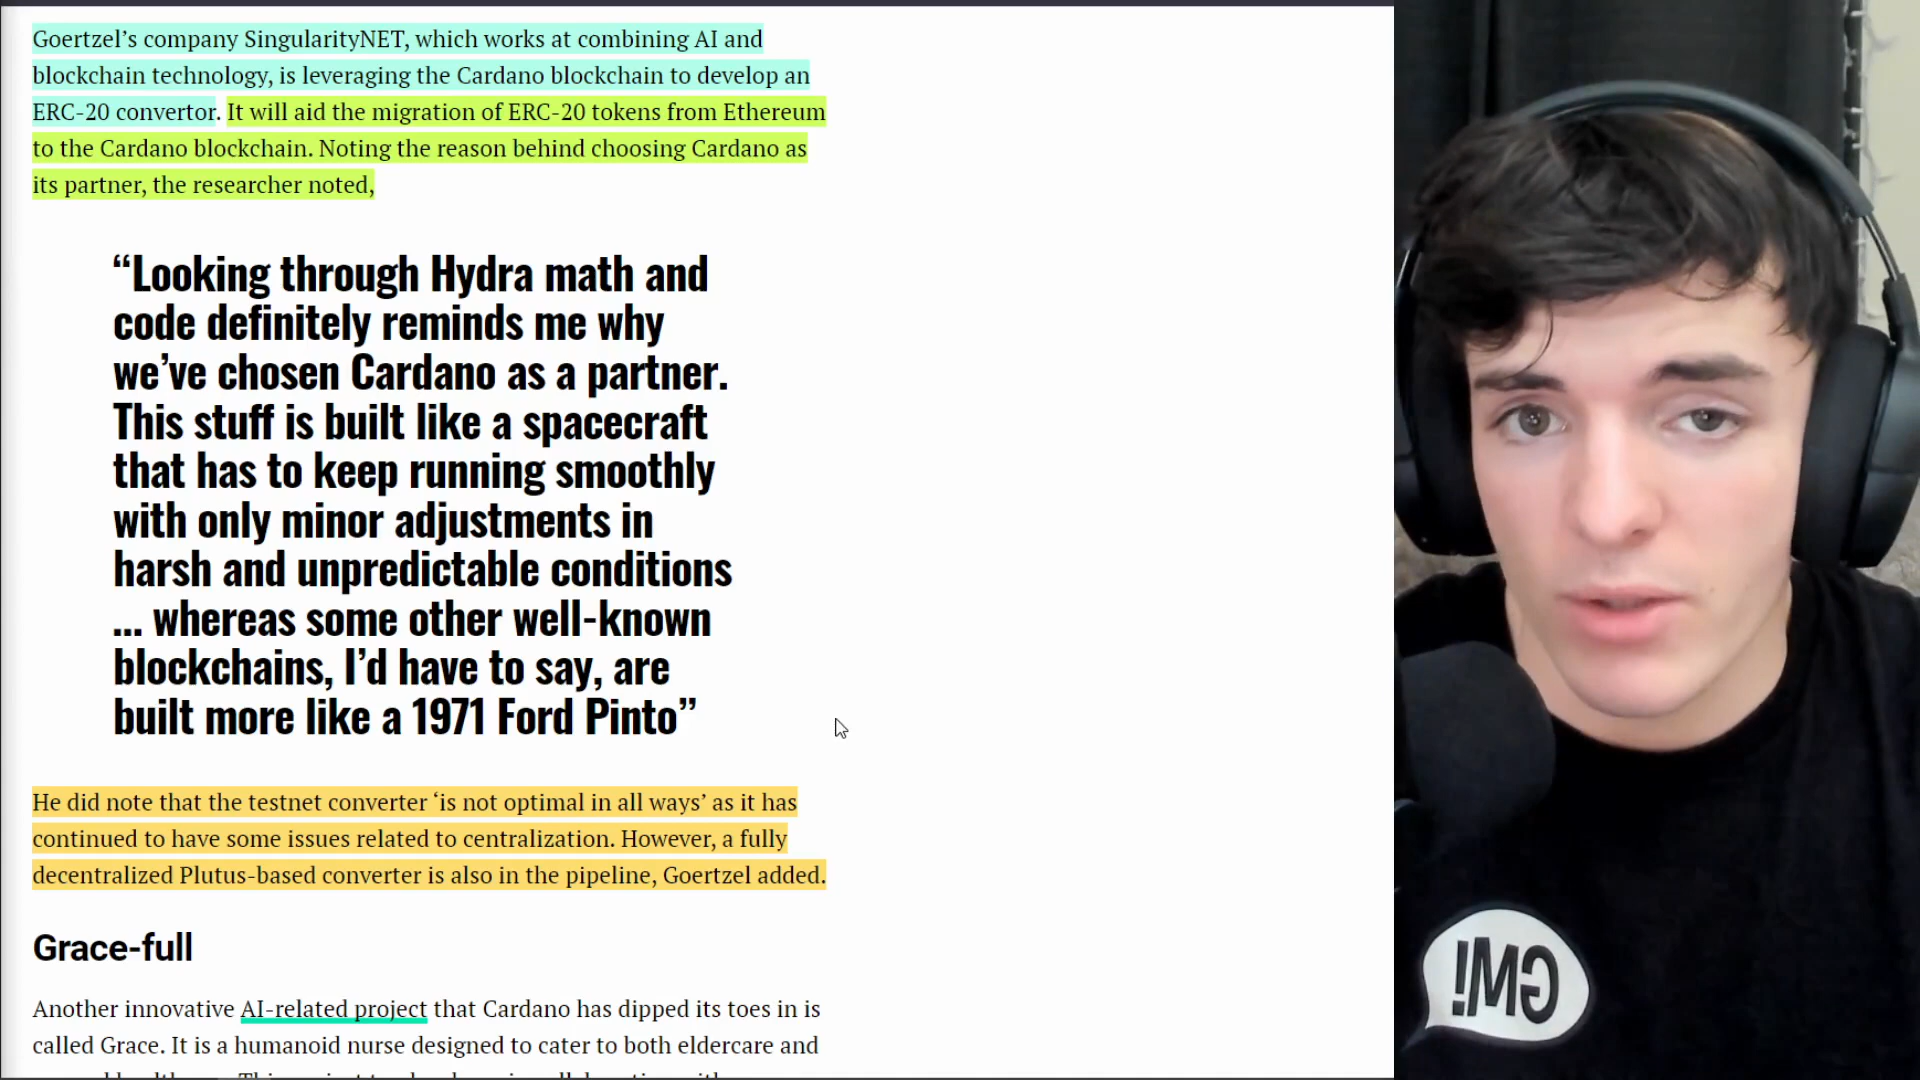 Goertzel’s company SingularityNET, which works at combining AI and
blockchain technology, is leveraging the Cardano blockchain to develop an
ERC-20 convertor. It will aid the migration of ERC-20 tokens from Ethereum
to the Cardano blockchain. Noting the reason behind choosing Cardano as
its partner, the researcher noted,
“Looking through Hydra math and
code definitely reminds me why
we’ve chosen Cardano as a partner.
This stuff is built like a spacecraft
that has to keep running smoothly
with only minor adjustments in
harsh and unpredictable conditions
... whereas some other well-known
blockchains, I’d have to say, are
built more like a 1971 Ford Pinto”
He did note that the testnet converter ‘is not optimal in all ways’ as it has
continued to have some issues related to centralization. However, a fully
decentralized Plutus-based converter is also in the pipeline, Goertzel added.
Grace-full
Another innovative AI-related project that Cardano has dipped its toes in is
called Grace. It is a humanoid nurse designed to cater to both eldercare and
GM!